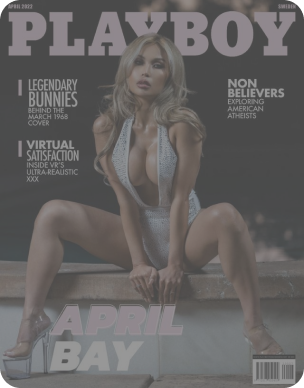 APRIL 2022
SWEDEN
PLAYBOY
LEGENDARY
BUNNIES
BEHIND THE
MARCH 1968
COVER
VIRTUAL
SATISFACTION
INSIDE VR'S
ULTRA-REALISTIC
XXX
NON
BELIEVERS
EXPLORING
AMERICAN
ATHEISTS
APRIL
BAY